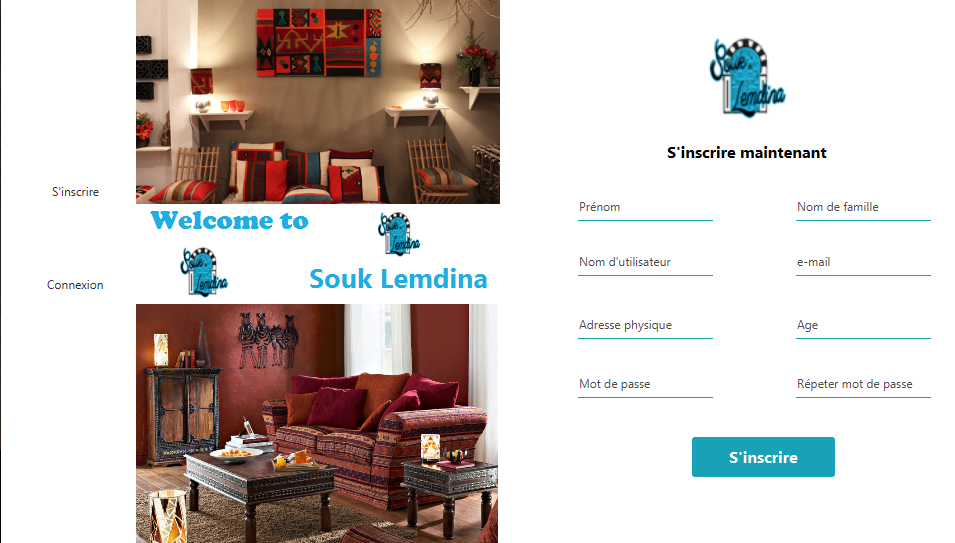 S'inscrire
Connexion
Welcome to
Souk
Lemdina
Souk
Lemdina
Souk Lemdina
Souk
Lemdina
S'inscrire maintenant
Prénom
Nom de famille
Nom d'utilisateur
e-mail
Adresse physique
Age
Mot de passe
Répeter mot de passe
S'inscrire